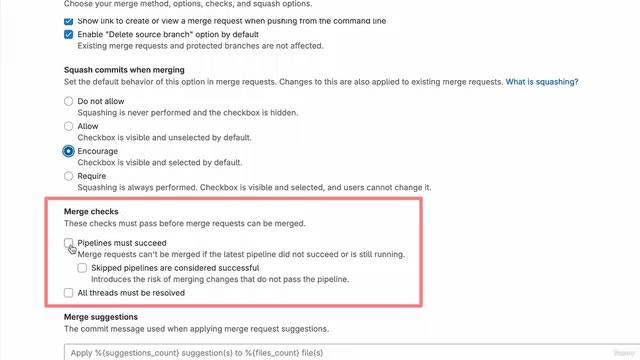 Choose your merge method, options, checks, and squash options.
Show link to create or view a merge request when pushing from the command line
Enable "Delete source branch" option by default
Existing merge requests and protected branches are not affected.
Squash commits when merging
Set the default behavior of this option in merge requests. Changes to this are also applied to existing merge requests. What is squashing?
Do not allow
Squashing is never performed and the checkbox is hidden.
Allow
Checkbox is visible and unselected by default.
Encourage
Checkbox is visible and selected by default.
Require
Squashing is always performed. Checkbox is visible and selected, and users cannot change it.
Merge checks
These checks must pass before merge requests can be merged.
Pipelines must succeed
Merge requests can't be merged if the latest pipeline did not succeed or is still running.
Skipped pipelines are considered successful
Introduces the risk of merging changes that do not pass the pipeline.
All threads must be resolved
Merge suggestions
The commit message used when applying merge request suggestions.
Apply %{suggestions_count} suggestion(s) to %{files_count} file(s)